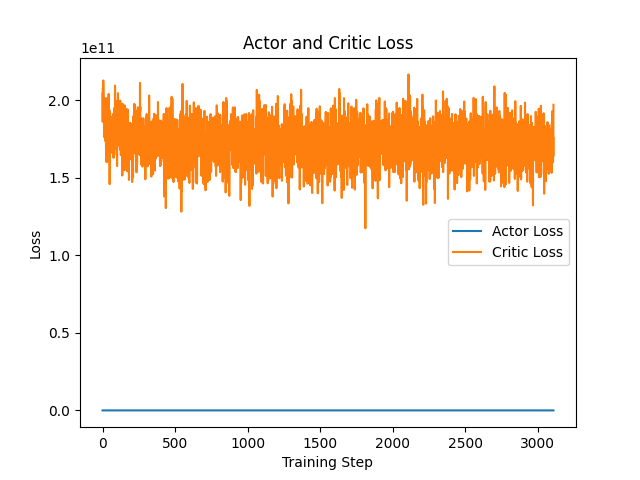 Actor and Critic Loss
1e11
2.0
1.5
1.0
0.5
0.0
Loss
Actor Loss
Critic Loss
0 500 1000 1500 2000 2500 3000
Training Step